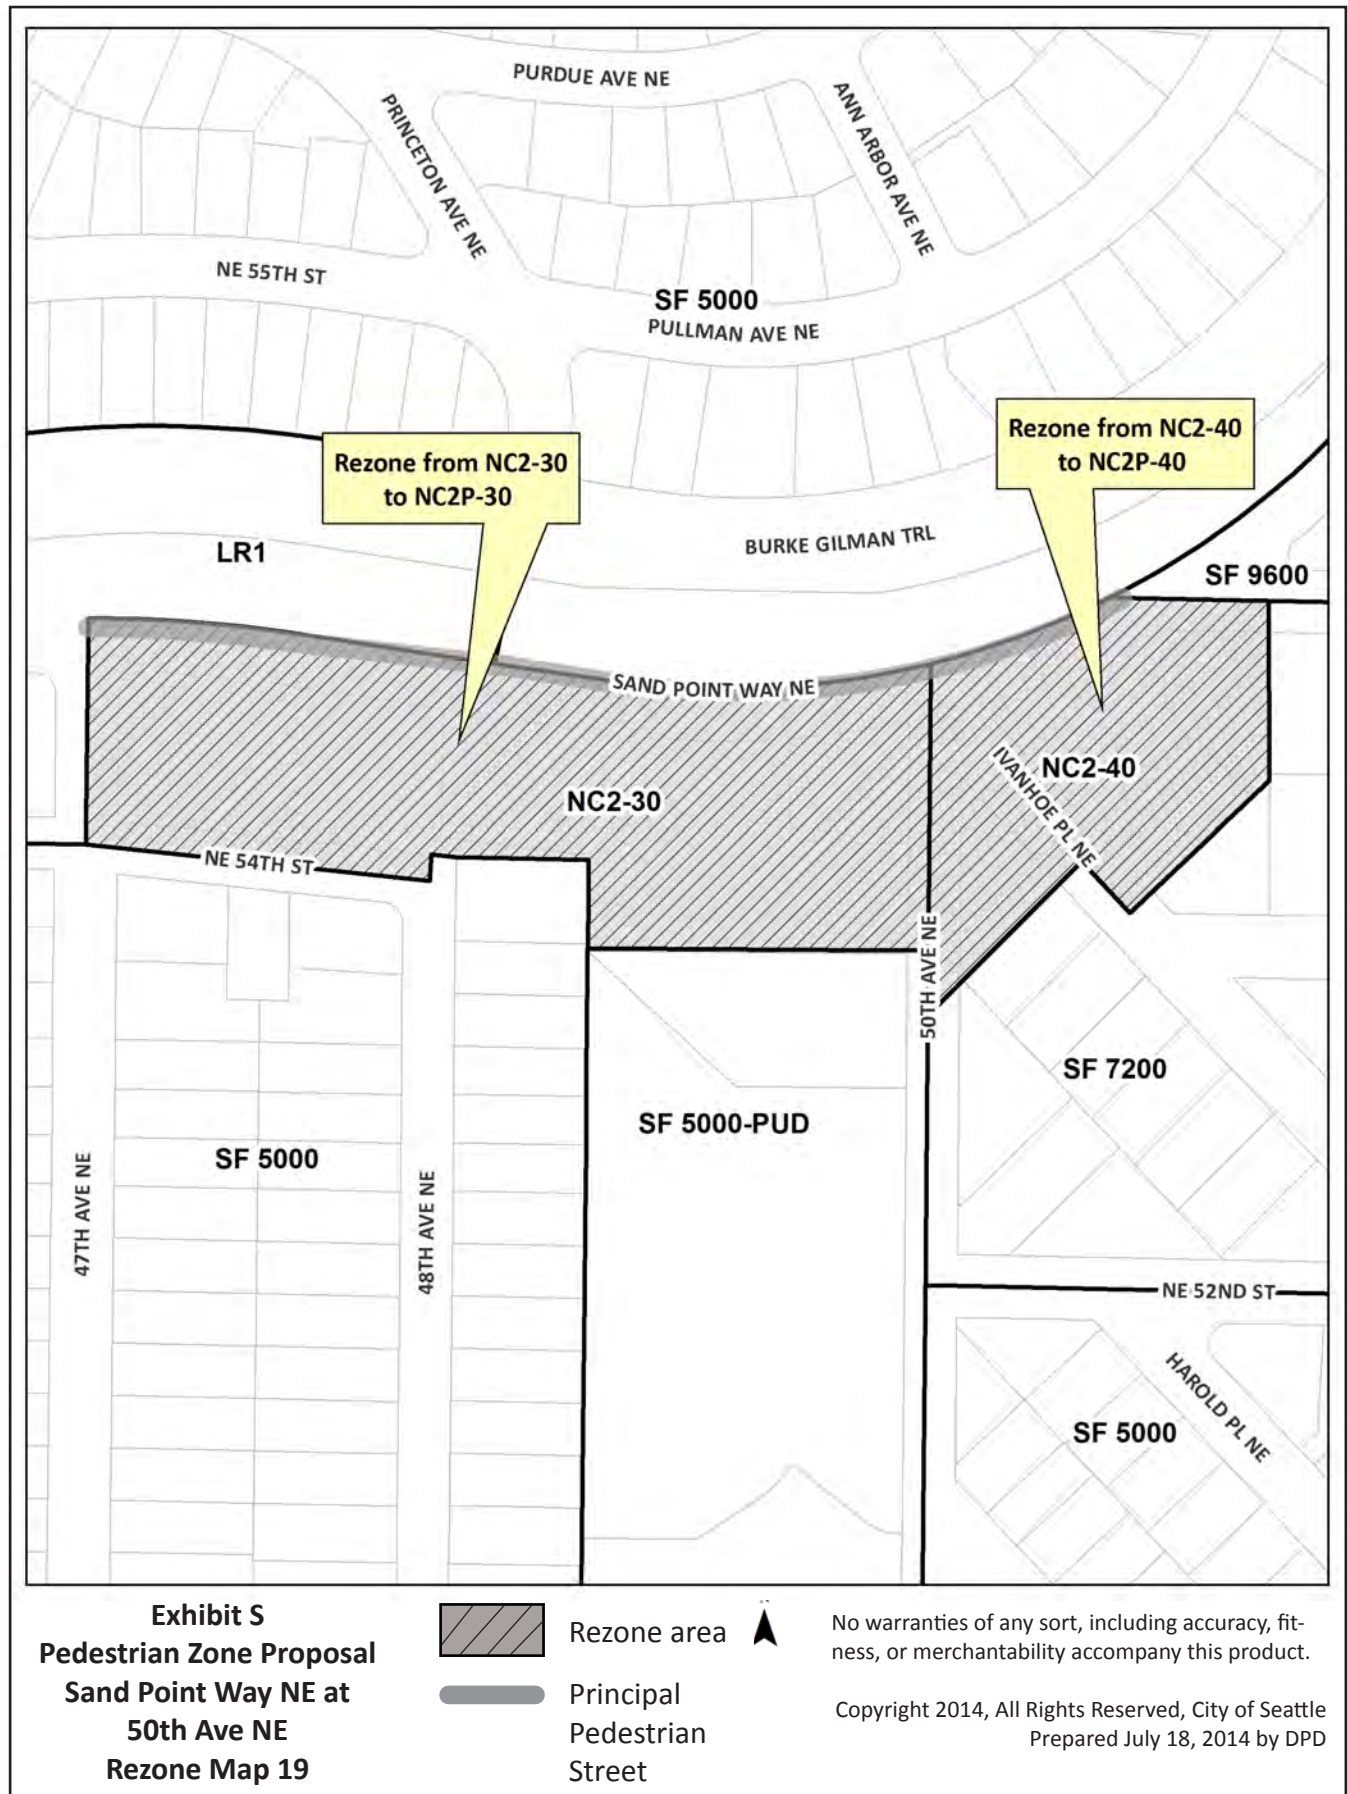 PURDUE AVE NE
PRINCETON AVE NE
ANN ARBOR AVE NE
NE 55TH ST
SF 5000
PULLMAN AVE NE
Rezone from NC2-30
to NC2P-30
Rezone from NC2-40
to NC2P-40
BURKE GILMAN TRL
LR1
SF 9600
SAND POINT WAY NE
IVANHOE PL NE
NC2-40
NC2-30
NE 54TH ST
50TH AVE NE
SF 7200
SF 5000-PUD
SF 5000
47TH AVE NE
48TH AVE NE
NE 52ND ST
HAROLD PL NE
SF 5000
Exhibit S
Pedestrian Zone Proposal
Sand Point Way NE at
50th Ave NE
Rezone Map 19
Rezone area
Principal
Pedestrian
Street
No warranties of any sort, including accuracy, fit-
ness, or merchantability accompany this product.
Copyright 2014, All Rights Reserved, City of Seattle
Prepared July 18, 2014 by DPD